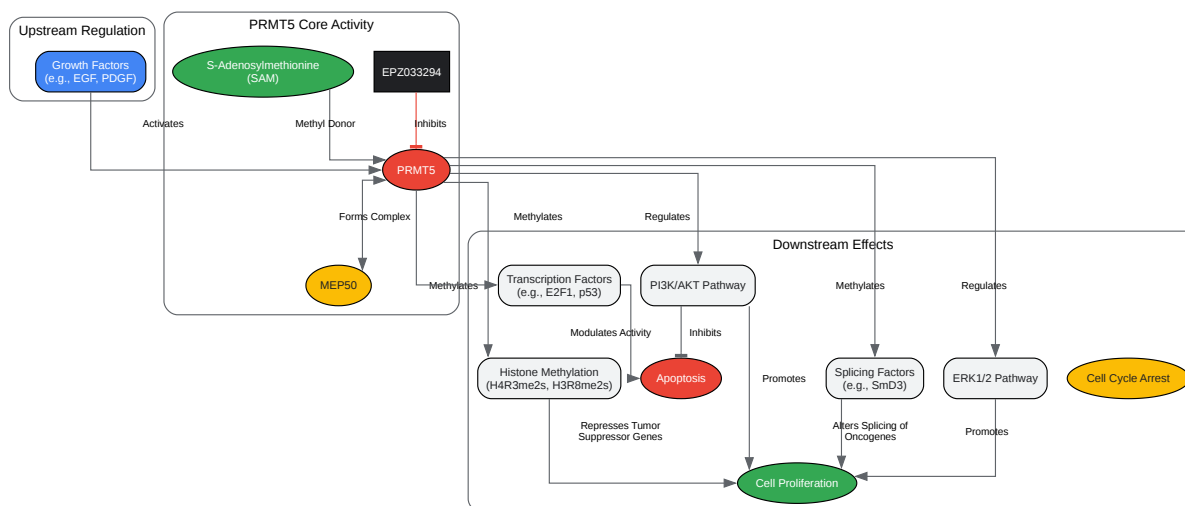 Upstream Regulation
PRMT5 Core Activity
Growth Factors
(e.g., EGF, PDGF)
S-Adenosylmethionine
(SAM)
EPZ033294
Activates
Methyl Donor
Inhibits
PRMT5
Forms Complex
Methylates
Regulates
Downstream Effects
MEP50
Methylates
Transcription Factors
(e.g., E2F1, p53)
PI3K/AKT Pathway
Methylates
Regulates
Modulates Activity
Inhibits
Histone Methylation
(H4R3me2s, H3R8me2s)
Apoptosis
Promotes
Splicing Factors
(e.g., SmD3)
ERK1/2 Pathway
Cell Cycle Arrest
Represses Tumor
Suppressor Genes
Alters Splicing of
Oncogenes
Promotes
Cell Proliferation